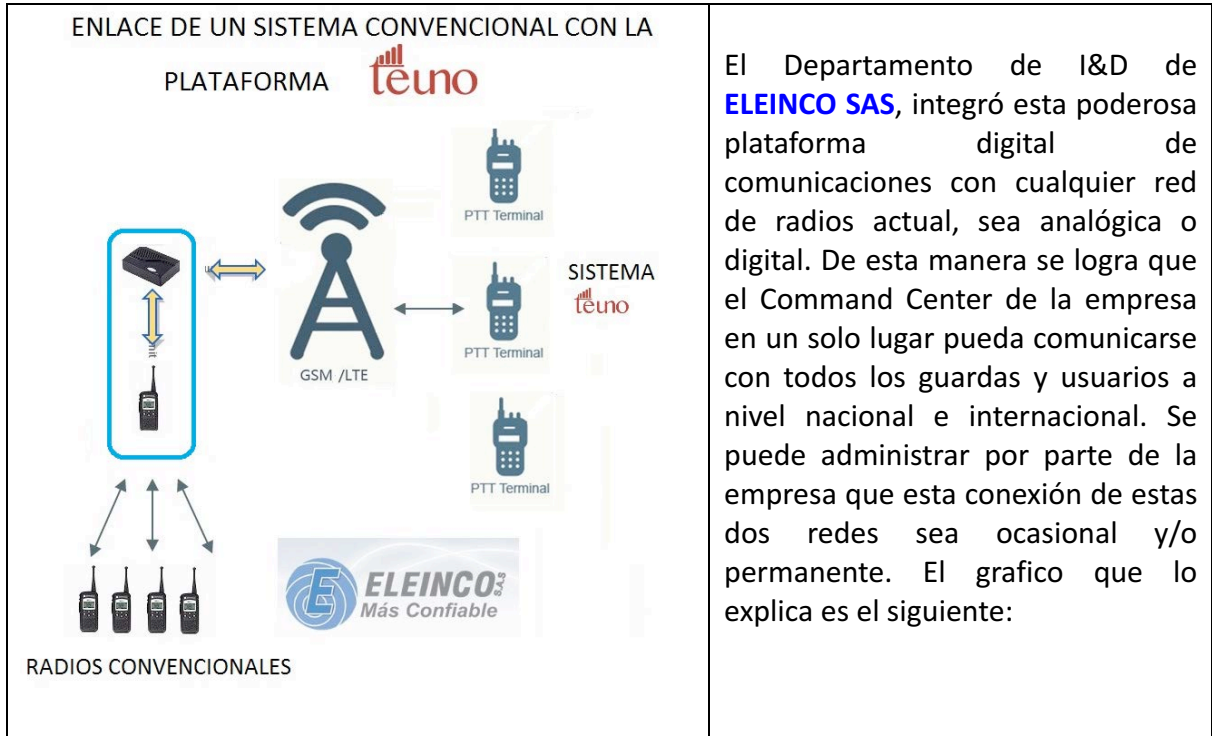 ENLACE DE UN SISTEMA CONVENCIONAL CON LA
PLATAFORMA teuno
PTT Terminal
PTT Terminal
SISTEMA
teuno
GSM /LTE
PTT Terminal
ELEINCO S.A.S
Más Confiable
RADIOS CONVENCIONALES
El Departamento de I&D de
ELEINCO SAS, integró esta poderosa
plataforma digital de
comunicaciones con cualquier red
de radios actual, sea analógica o
digital. De esta manera se logra que
el Command Center de la empresa
en un solo lugar pueda comunicarse
con todos los guardas y usuarios a
nivel nacional e internacional. Se
puede administrar por parte de la
empresa que esta conexión de estas
dos redes sea ocasional y/o
permanente. El grafico que lo
explica es el siguiente: